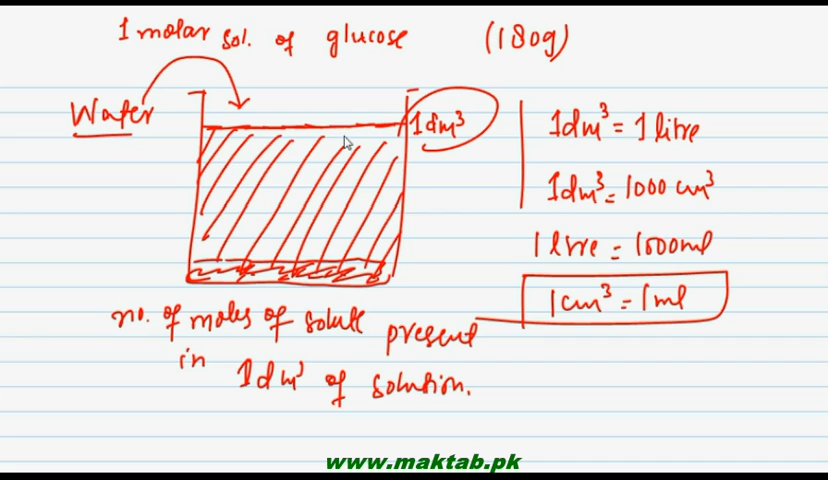 1 molar sol. of glucose (180g)
Water
1dm³
1dm³ = 1 litre
1dm³ = 1000 cm³
1 litre = 1000ml
1cm³ = 1ml
no. of moles of solute present
in 1dm³ of solution.
www.maktab.pk